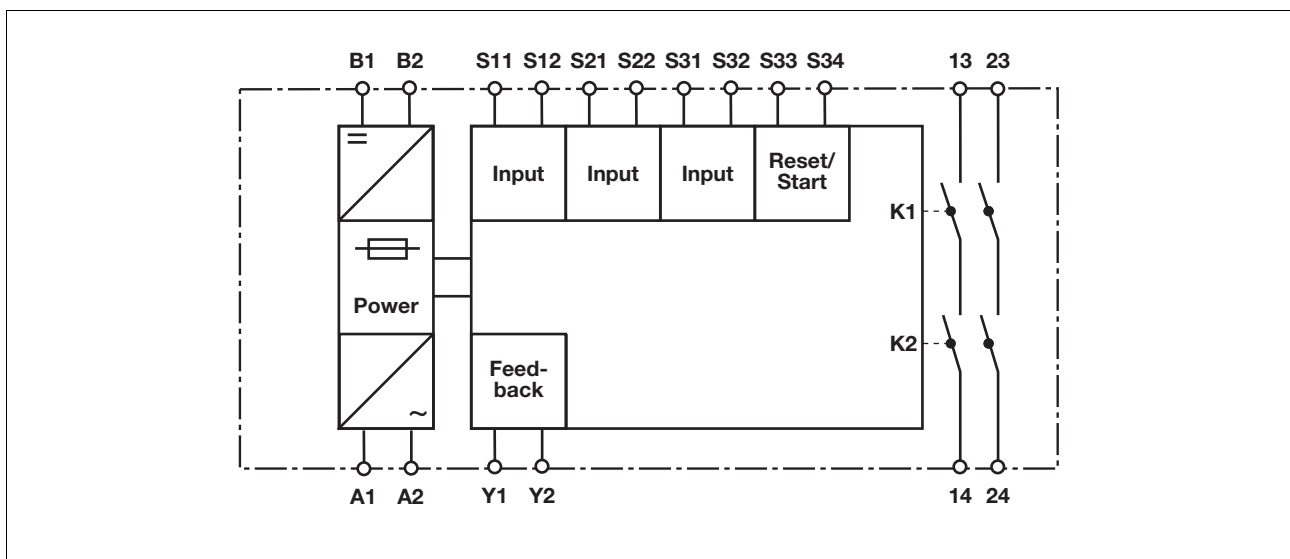 B1 B2 S11 S12 S21 S22 S31 S32 S33 S34 13 23
=
Input Input Input Reset/
Start
K1
Power
K2
Feed-
back
~
A1 A2 Y1 Y2 14 24